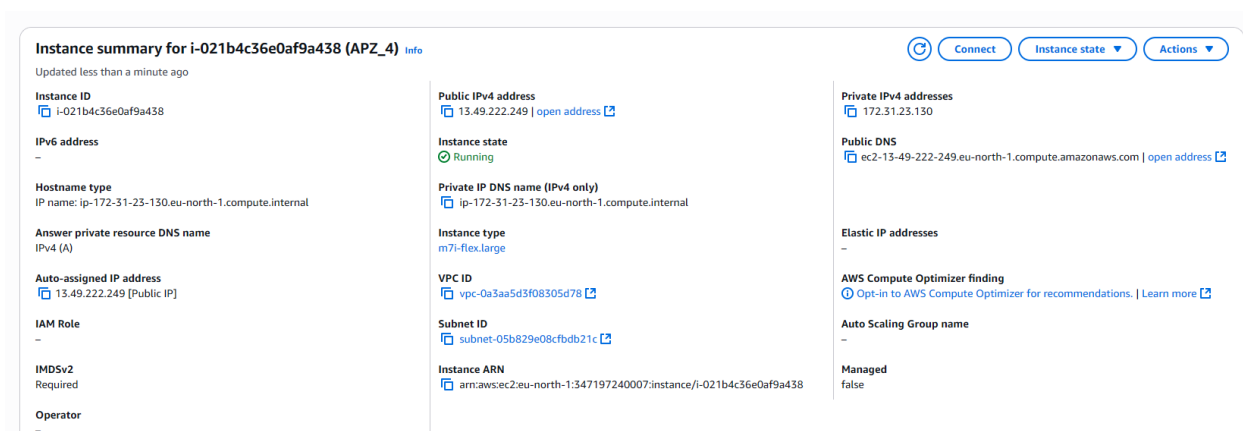 Instance summary for i-021b4c36e0af9a438 (APZ_4) Info
Connect
Instance state
Actions
Updated less than a minute ago
Instance ID
i-021b4c36e0af9a438
Public IPv4 address
13.49.222.249 | open address
Private IPv4 addresses
172.31.23.130
IPv6 address
–
Instance state
Running
Public DNS
ec2-13-49-222-249.eu-north-1.compute.amazonaws.com | open address
Hostname type
IP name: ip-172-31-23-130.eu-north-1.compute.internal
Private IP DNS name (IPv4 only)
ip-172-31-23-130.eu-north-1.compute.internal
Answer private resource DNS name
IPv4 (A)
Instance type
m7i-flex.large
Elastic IP addresses
–
Auto-assigned IP address
13.49.222.249 [Public IP]
VPC ID
vpc-0a3aa5d3f08305d78
AWS Compute Optimizer finding
Opt-in to AWS Compute Optimizer for recommendations. | Learn more
IAM Role
–
Subnet ID
subnet-05b829e08cfbdb21c
Auto Scaling Group name
–
IMDSv2
Required
Instance ARN
arn:aws:ec2:eu-north-1:347197240007:instance/i-021b4c36e0af9a438
Managed
false
Operator
–